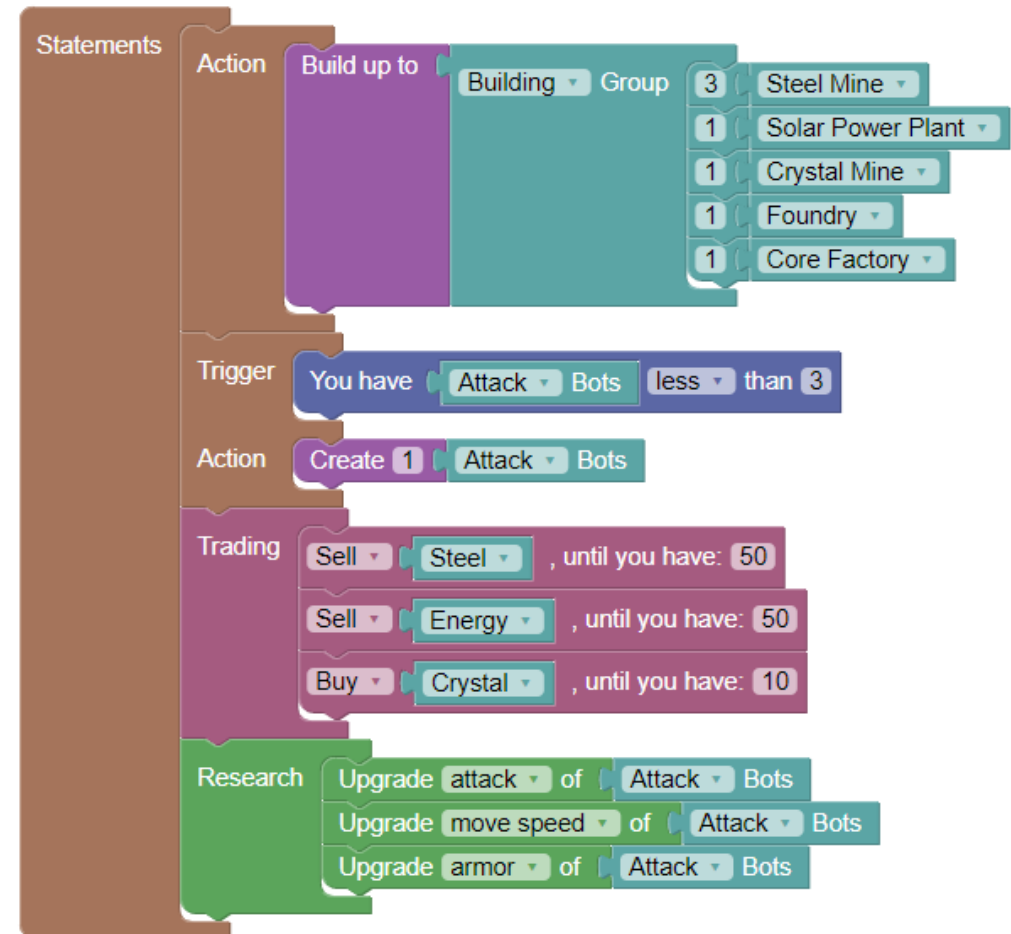 Statements
Action Build up to Building Group 3 Steel Mine
1 Solar Power Plant
1 Crystal Mine
1 Foundry
1 Core Factory
Trigger You have Attack Bots less than 3
Action Create 1 Attack Bots
Trading Sell Steel , until you have: 50
Sell Energy , until you have: 50
Buy Crystal , until you have: 10
Research Upgrade attack of Attack Bots
Upgrade move speed of Attack Bots
Upgrade armor of Attack Bots